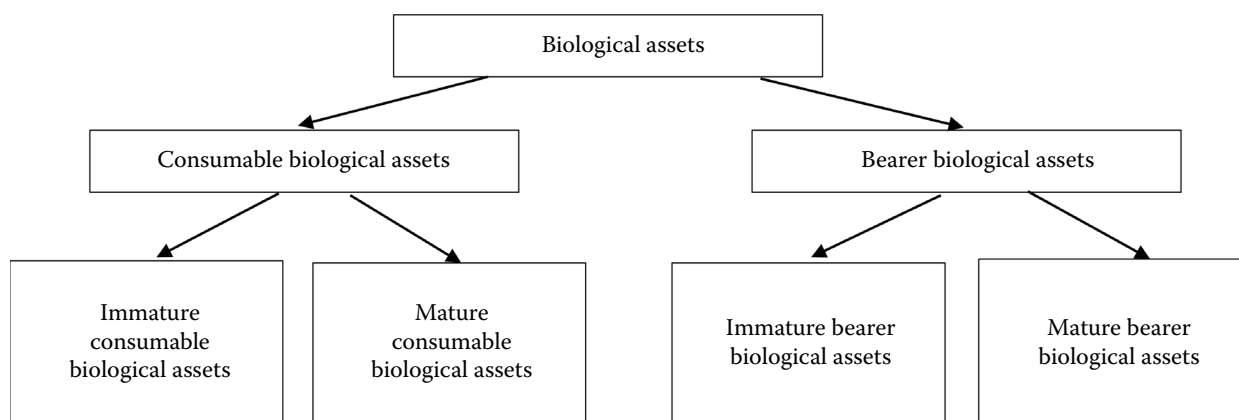 Biological assets
Consumable biological assets
Bearer biological assets
Immature
consumable
biological assets
Mature
consumable
biological assets
Immature bearer
biological assets
Mature bearer
biological assets